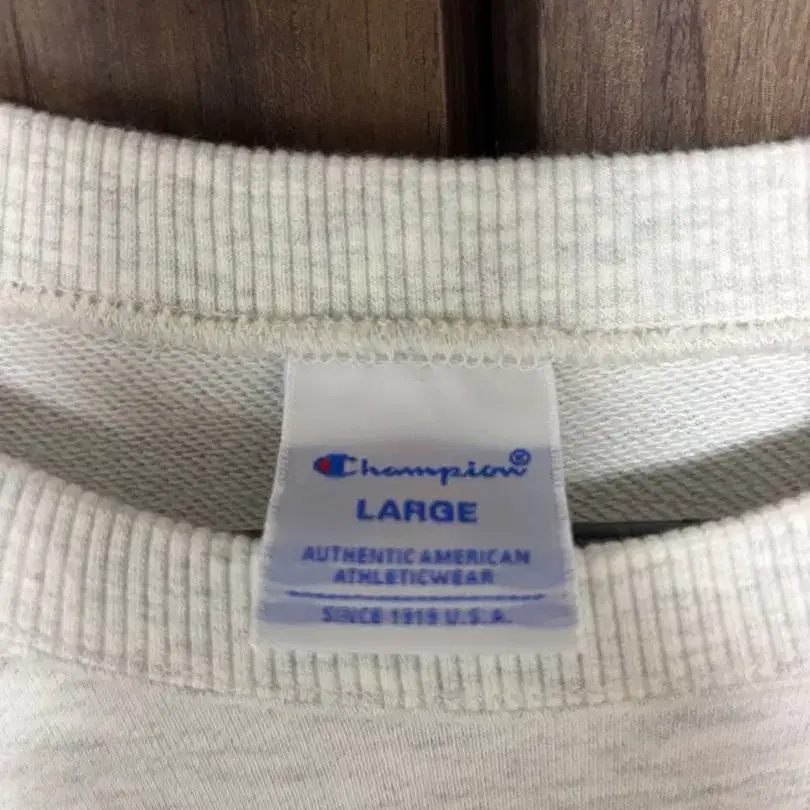 Champion®
LARGE
AUTHENTIC AMERICAN
ATHLETICWEAR
SINCE 1919 U.S.A.